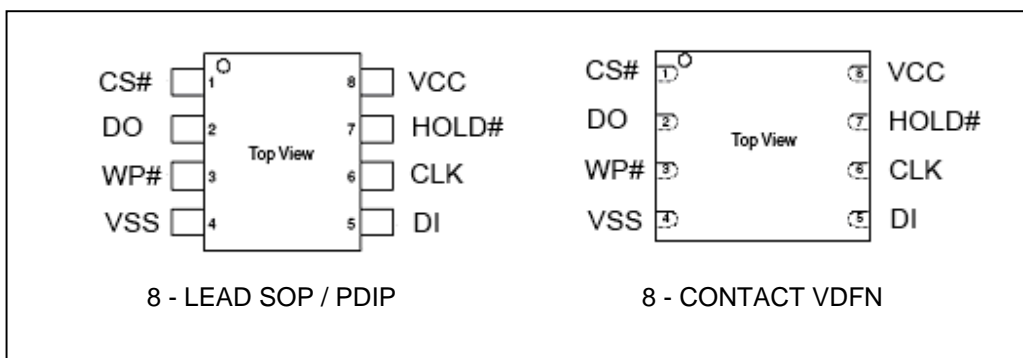 CS# 1 8 VCC
DO 2 7 HOLD#
Top View
WP# 3 6 CLK
VSS 4 5 DI
8 - LEAD SOP / PDIP
CS# 1 8 VCC
DO 2 7 HOLD#
Top View
WP# 3 6 CLK
VSS 4 5 DI
8 - CONTACT VDFN